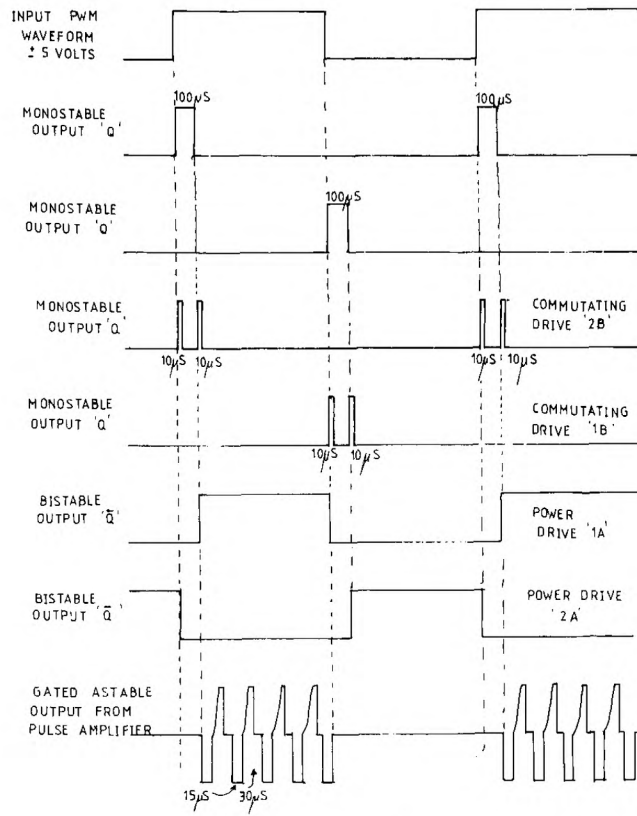 INPUT PWM
WAVEFORM
± 5 VOLTS
100μS
100μS
MONOSTABLE
OUTPUT 'Q'
100μS
MONOSTABLE
OUTPUT 'Q'
MONOSTABLE
OUTPUT 'Q'
COMMUTATING
DRIVE '2B'
10μS
10μS
10μS
10μS
MONOSTABLE
OUTPUT 'Q'
COMMUTATING
DRIVE '1B'
10μS
10μS
BISTABLE
OUTPUT 'Q̄'
POWER
DRIVE '1A'
BISTABLE
OUTPUT 'Q̄'
POWER DRIVE
'2A'
GATED ASTABLE
OUTPUT FROM
PULSE AMPLIFIER
15μS
30μS